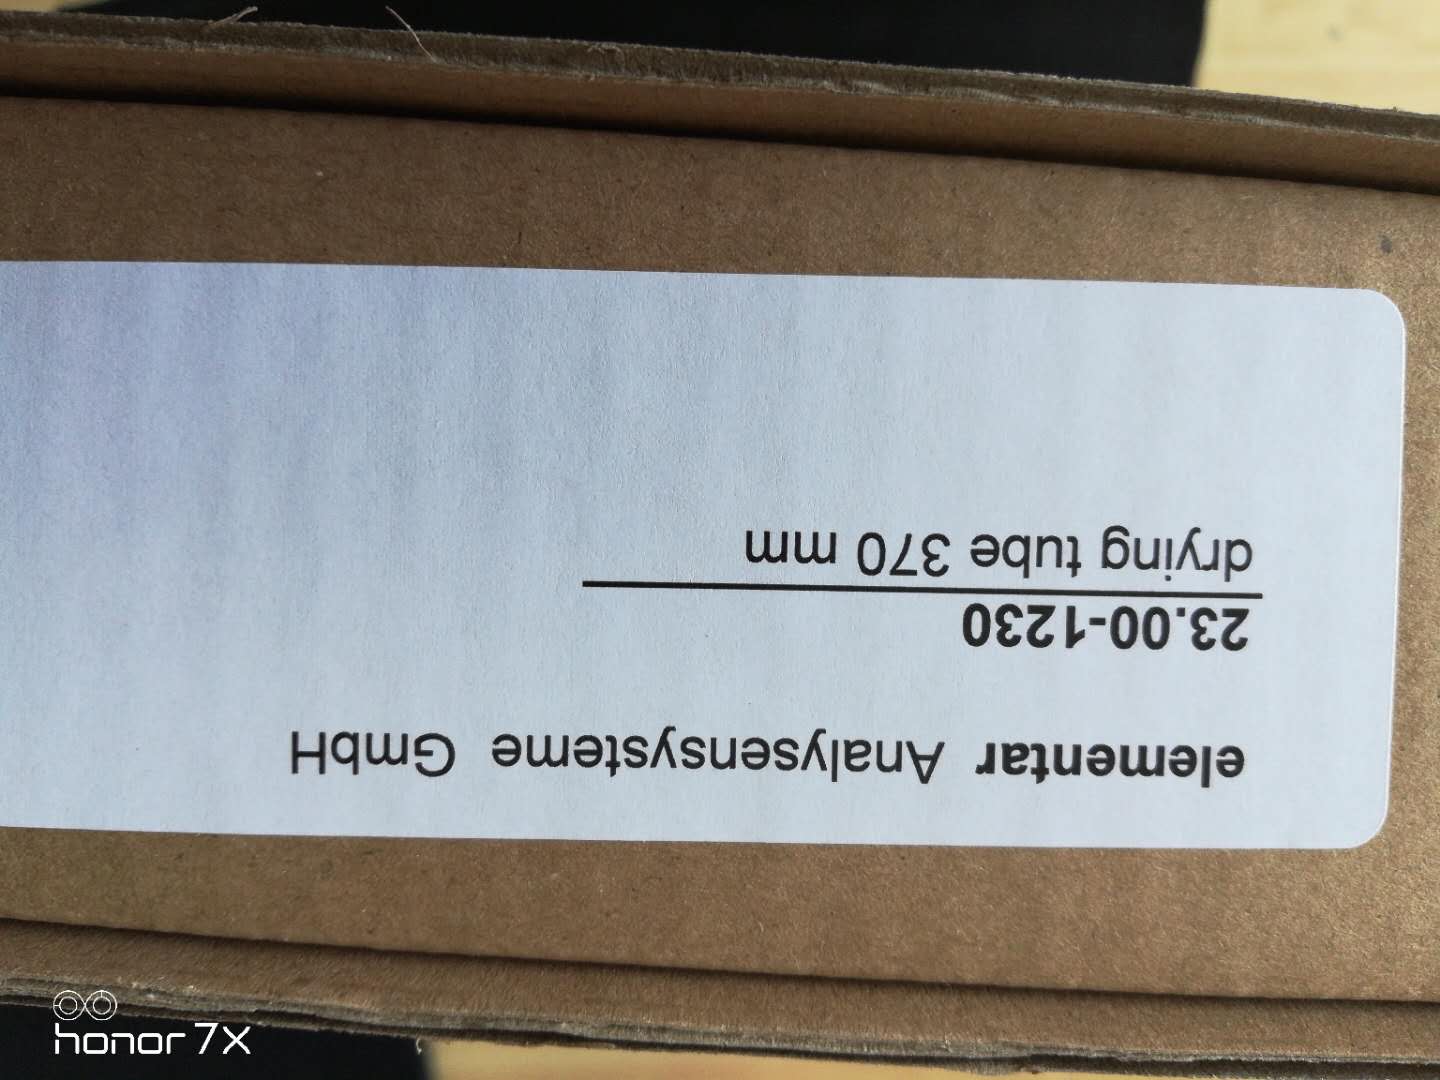 elementar Analysensysteme GmbH
23.00-1230
drying tube 370 mm
honor 7X